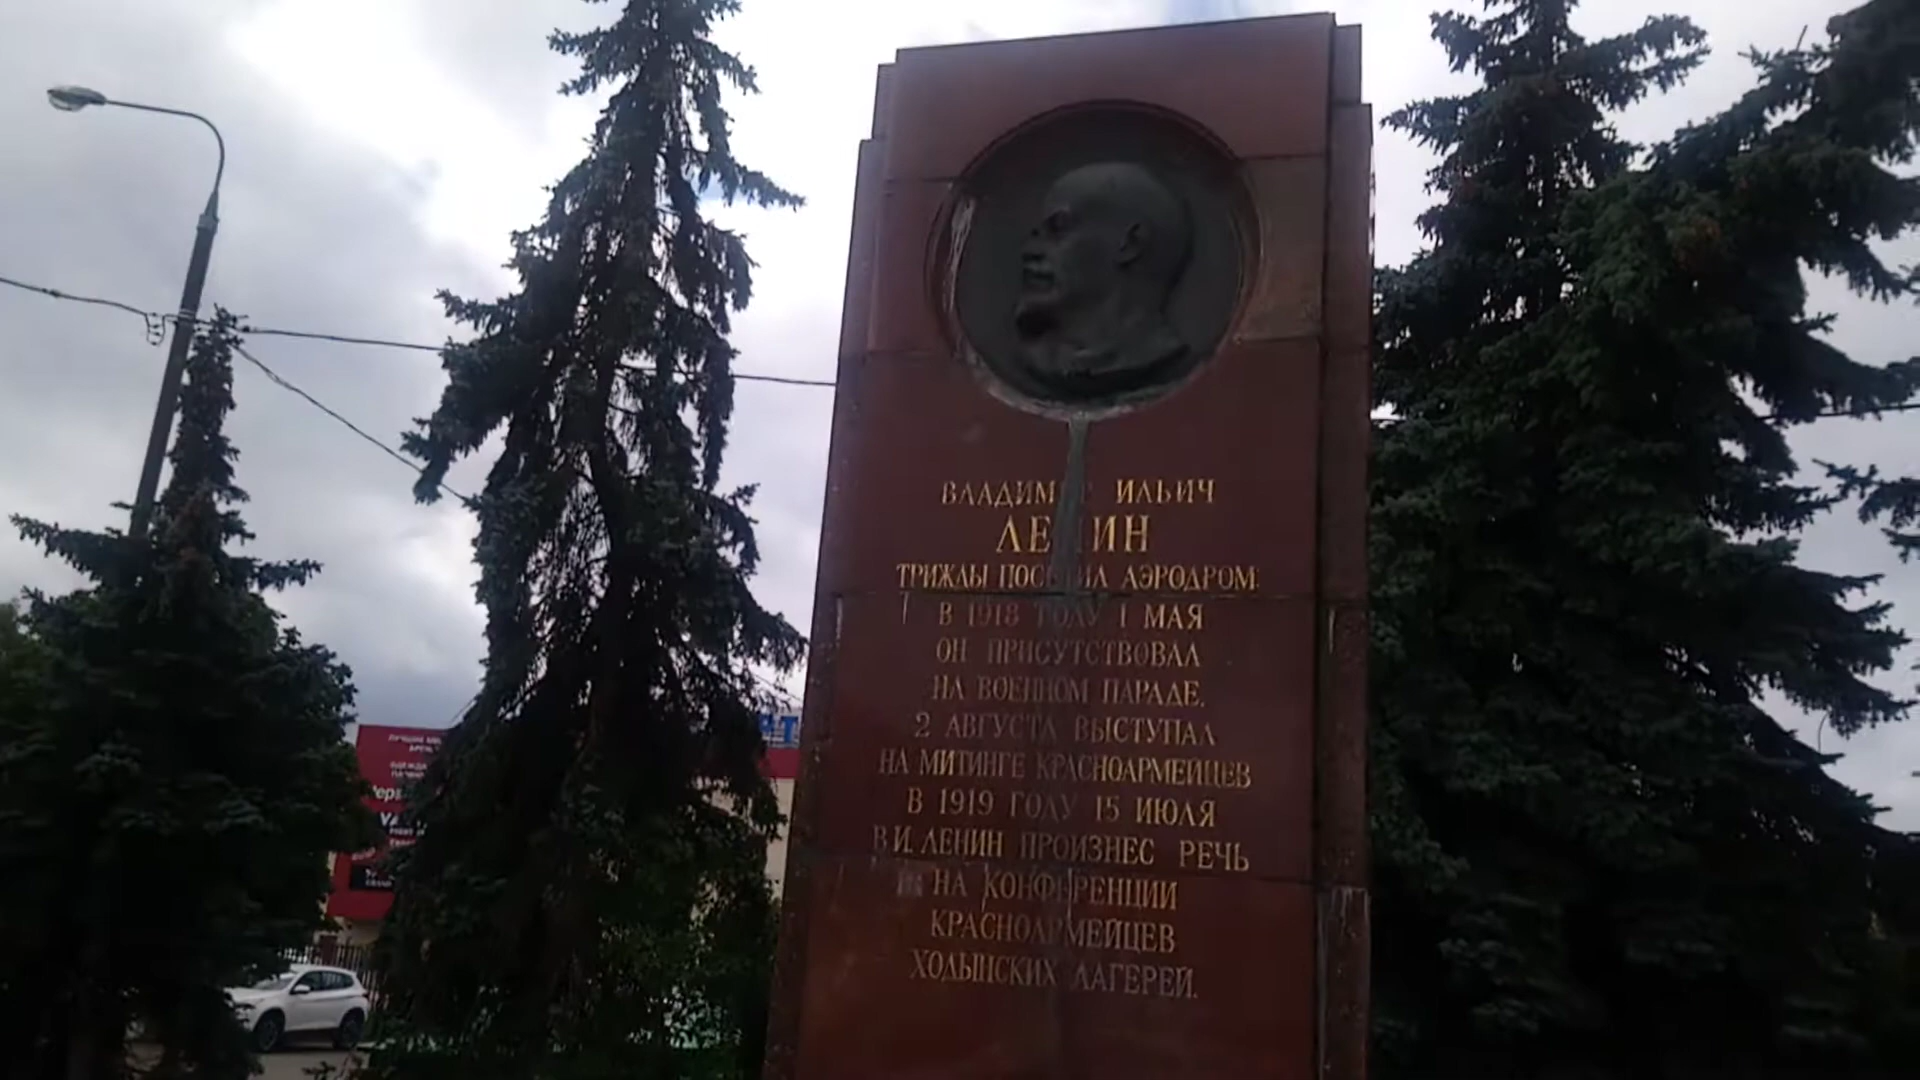 ВЛАДИМИР ИЛЬИЧ
ЛЕНИН
ТРИЖДЫ ПОСЕТИЛ АЭРОДРОМ:
В 1918 ГОДУ 1 МАЯ
ОН ПРИСУТСТВОВАЛ
НА ВОЕННОМ ПАРАДЕ.
2 АВГУСТА ВЫСТУПАЛ
НА МИТИНГЕ КРАСНОАРМЕЙЦЕВ
В 1919 ГОДУ 15 ИЮЛЯ
В.И. ЛЕНИН ПРОИЗНЕС РЕЧЬ
НА КОНФЕРЕНЦИИ
КРАСНОАРМЕЙЦЕВ
ХОДЫНСКИХ ЛАГЕРЕЙ.
ЛУЧШИЕ